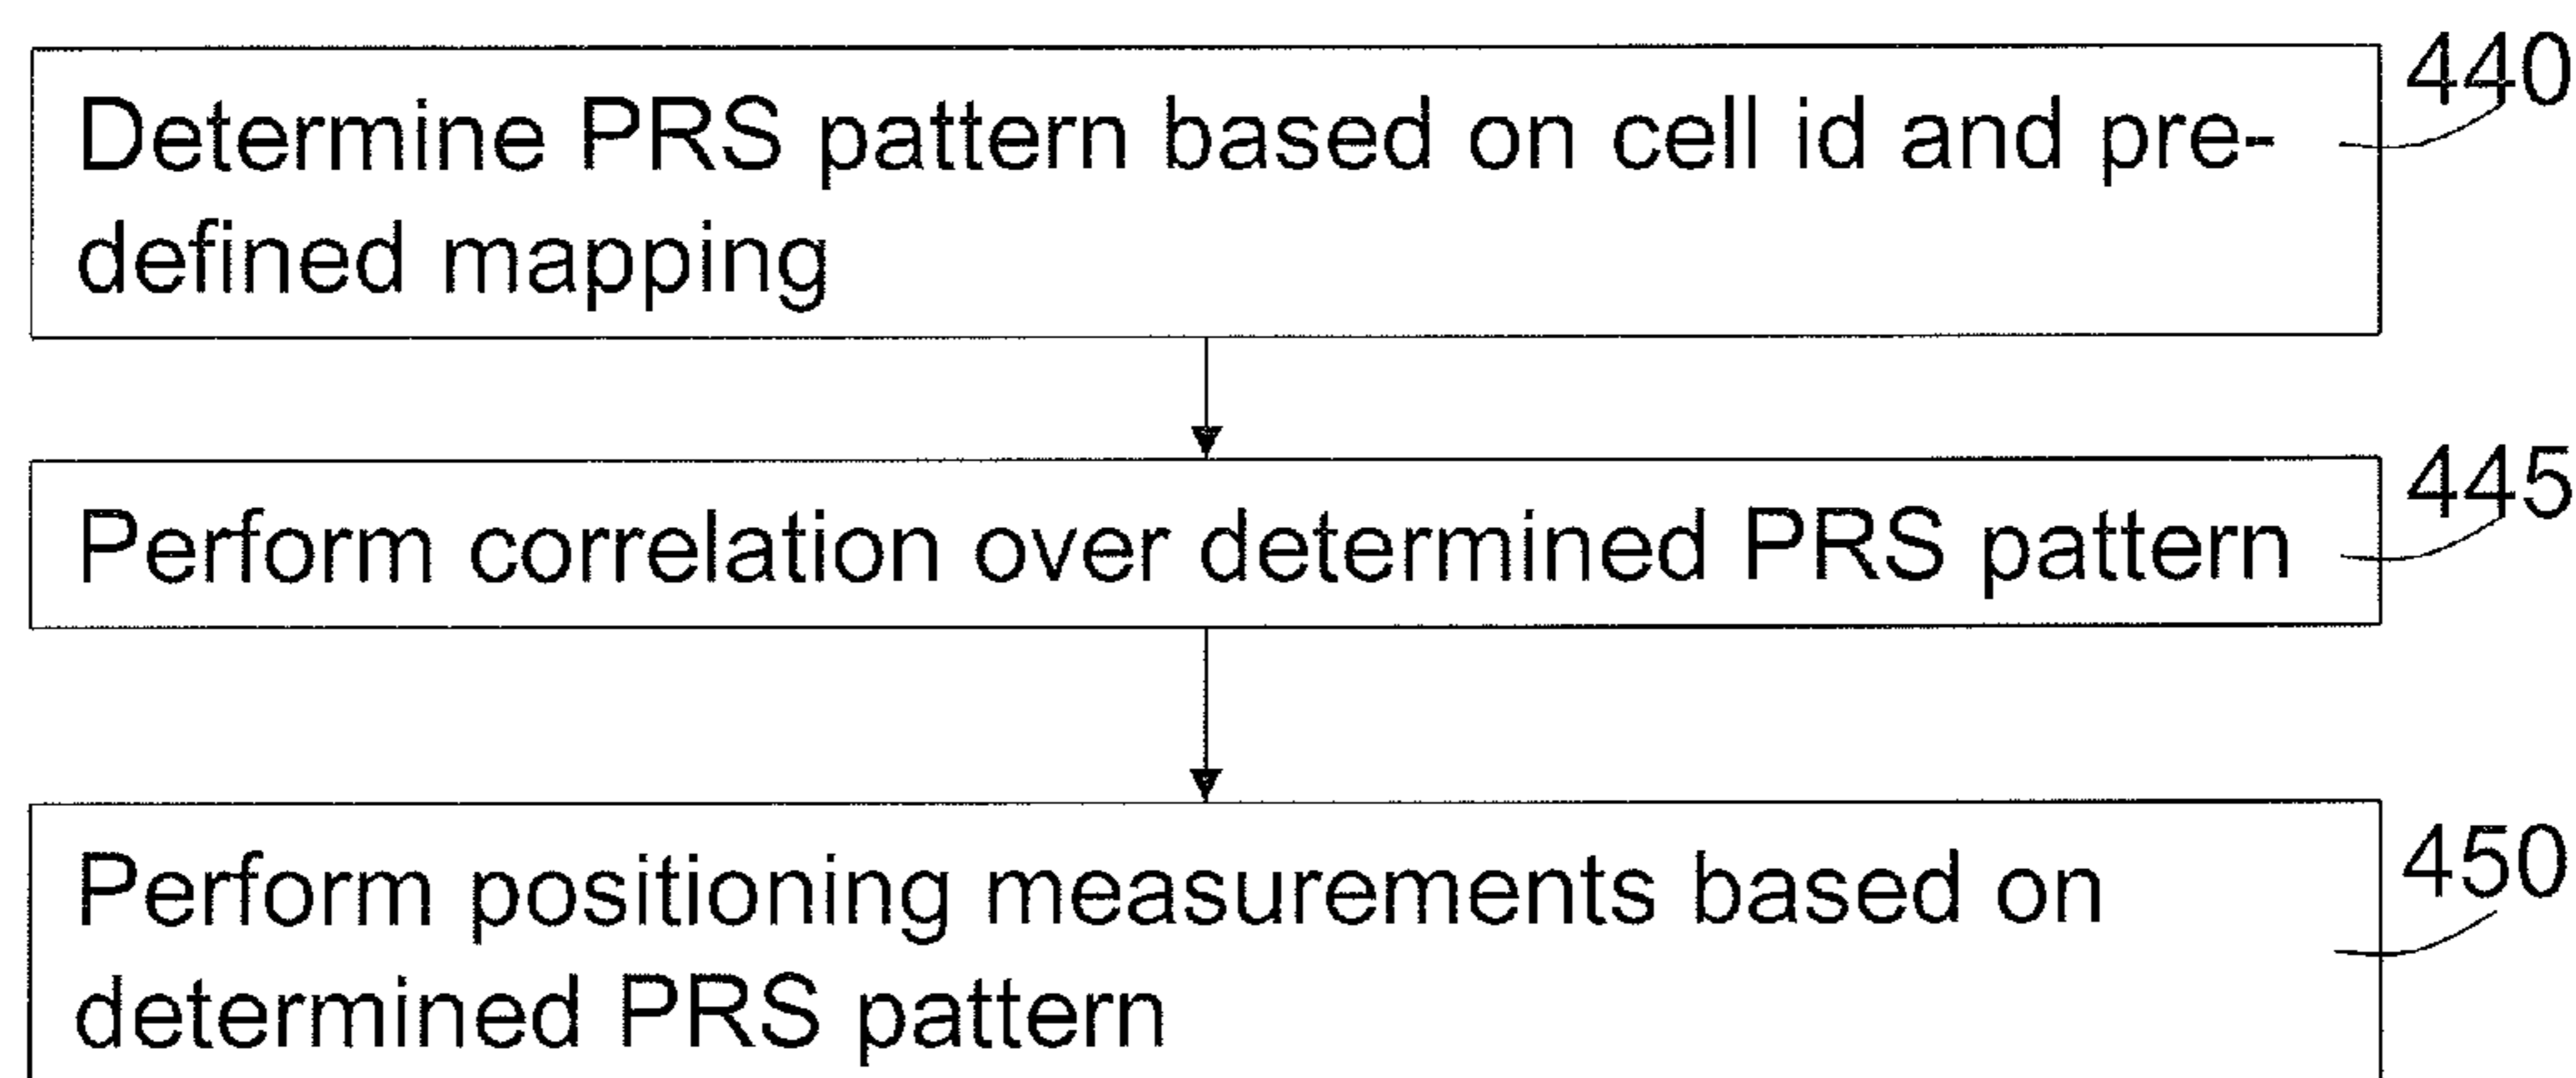 440
Determine PRS pattern based on cell id and pre-
defined mapping
445
Perform correlation over determined PRS pattern
450
Perform positioning measurements based on
determined PRS pattern